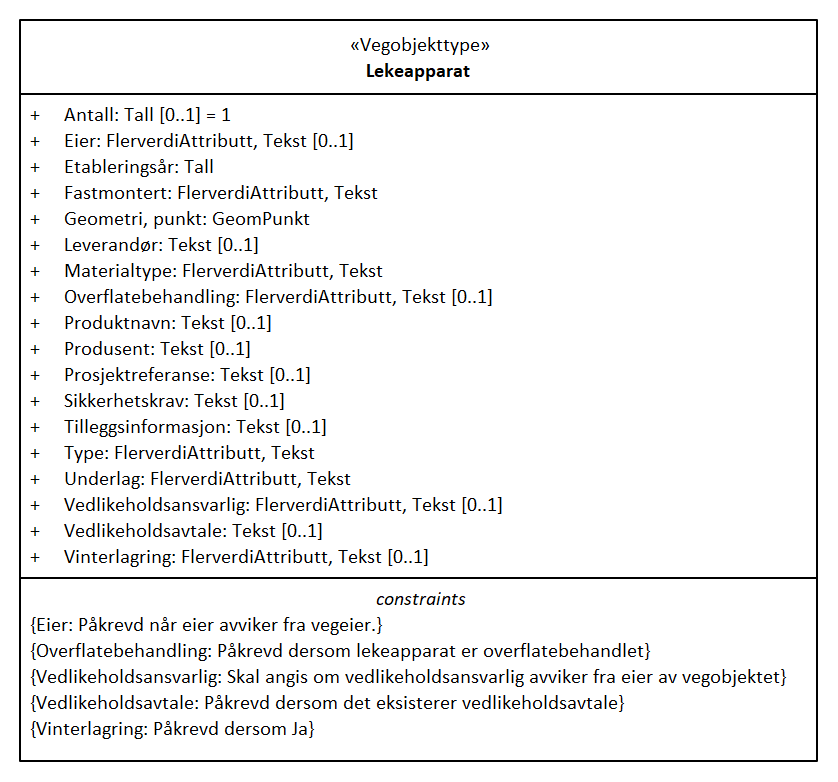 «Vegobjekttype»
Lekeapparat
+ Antall: Tall [0..1] = 1
+ Eier: FlerverdiAttributt, Tekst [0..1]
+ Etableringsår: Tall
+ Fastmontert: FlerverdiAttributt, Tekst
+ Geometri, punkt: GeomPunkt
+ Leverandør: Tekst [0..1]
+ Materialtype: FlerverdiAttributt, Tekst
+ Overflatebehandling: FlerverdiAttributt, Tekst [0..1]
+ Produktnavn: Tekst [0..1]
+ Produsent: Tekst [0..1]
+ Prosjektreferanse: Tekst [0..1]
+ Sikkerhetskrav: Tekst [0..1]
+ Tilleggsinformasjon: Tekst [0..1]
+ Type: FlerverdiAttributt, Tekst
+ Underlag: FlerverdiAttributt, Tekst
+ Vedlikeholdsansvarlig: FlerverdiAttributt, Tekst [0..1]
+ Vedlikeholdsavtale: Tekst [0..1]
+ Vinterlagring: FlerverdiAttributt, Tekst [0..1]
constraints
{Eier: Påkrevd når eier avviker fra vegeier.}
{Overflatebehandling: Påkrevd dersom lekeapparat er overflatebehandlet}
{Vedlikeholdsansvarlig: Skal angis om vedlikeholdsansvarlig avviker fra eier av vegobjektet}
{Vedlikeholdsavtale: Påkrevd dersom det eksisterer vedlikeholdsavtale}
{Vinterlagring: Påkrevd dersom Ja}